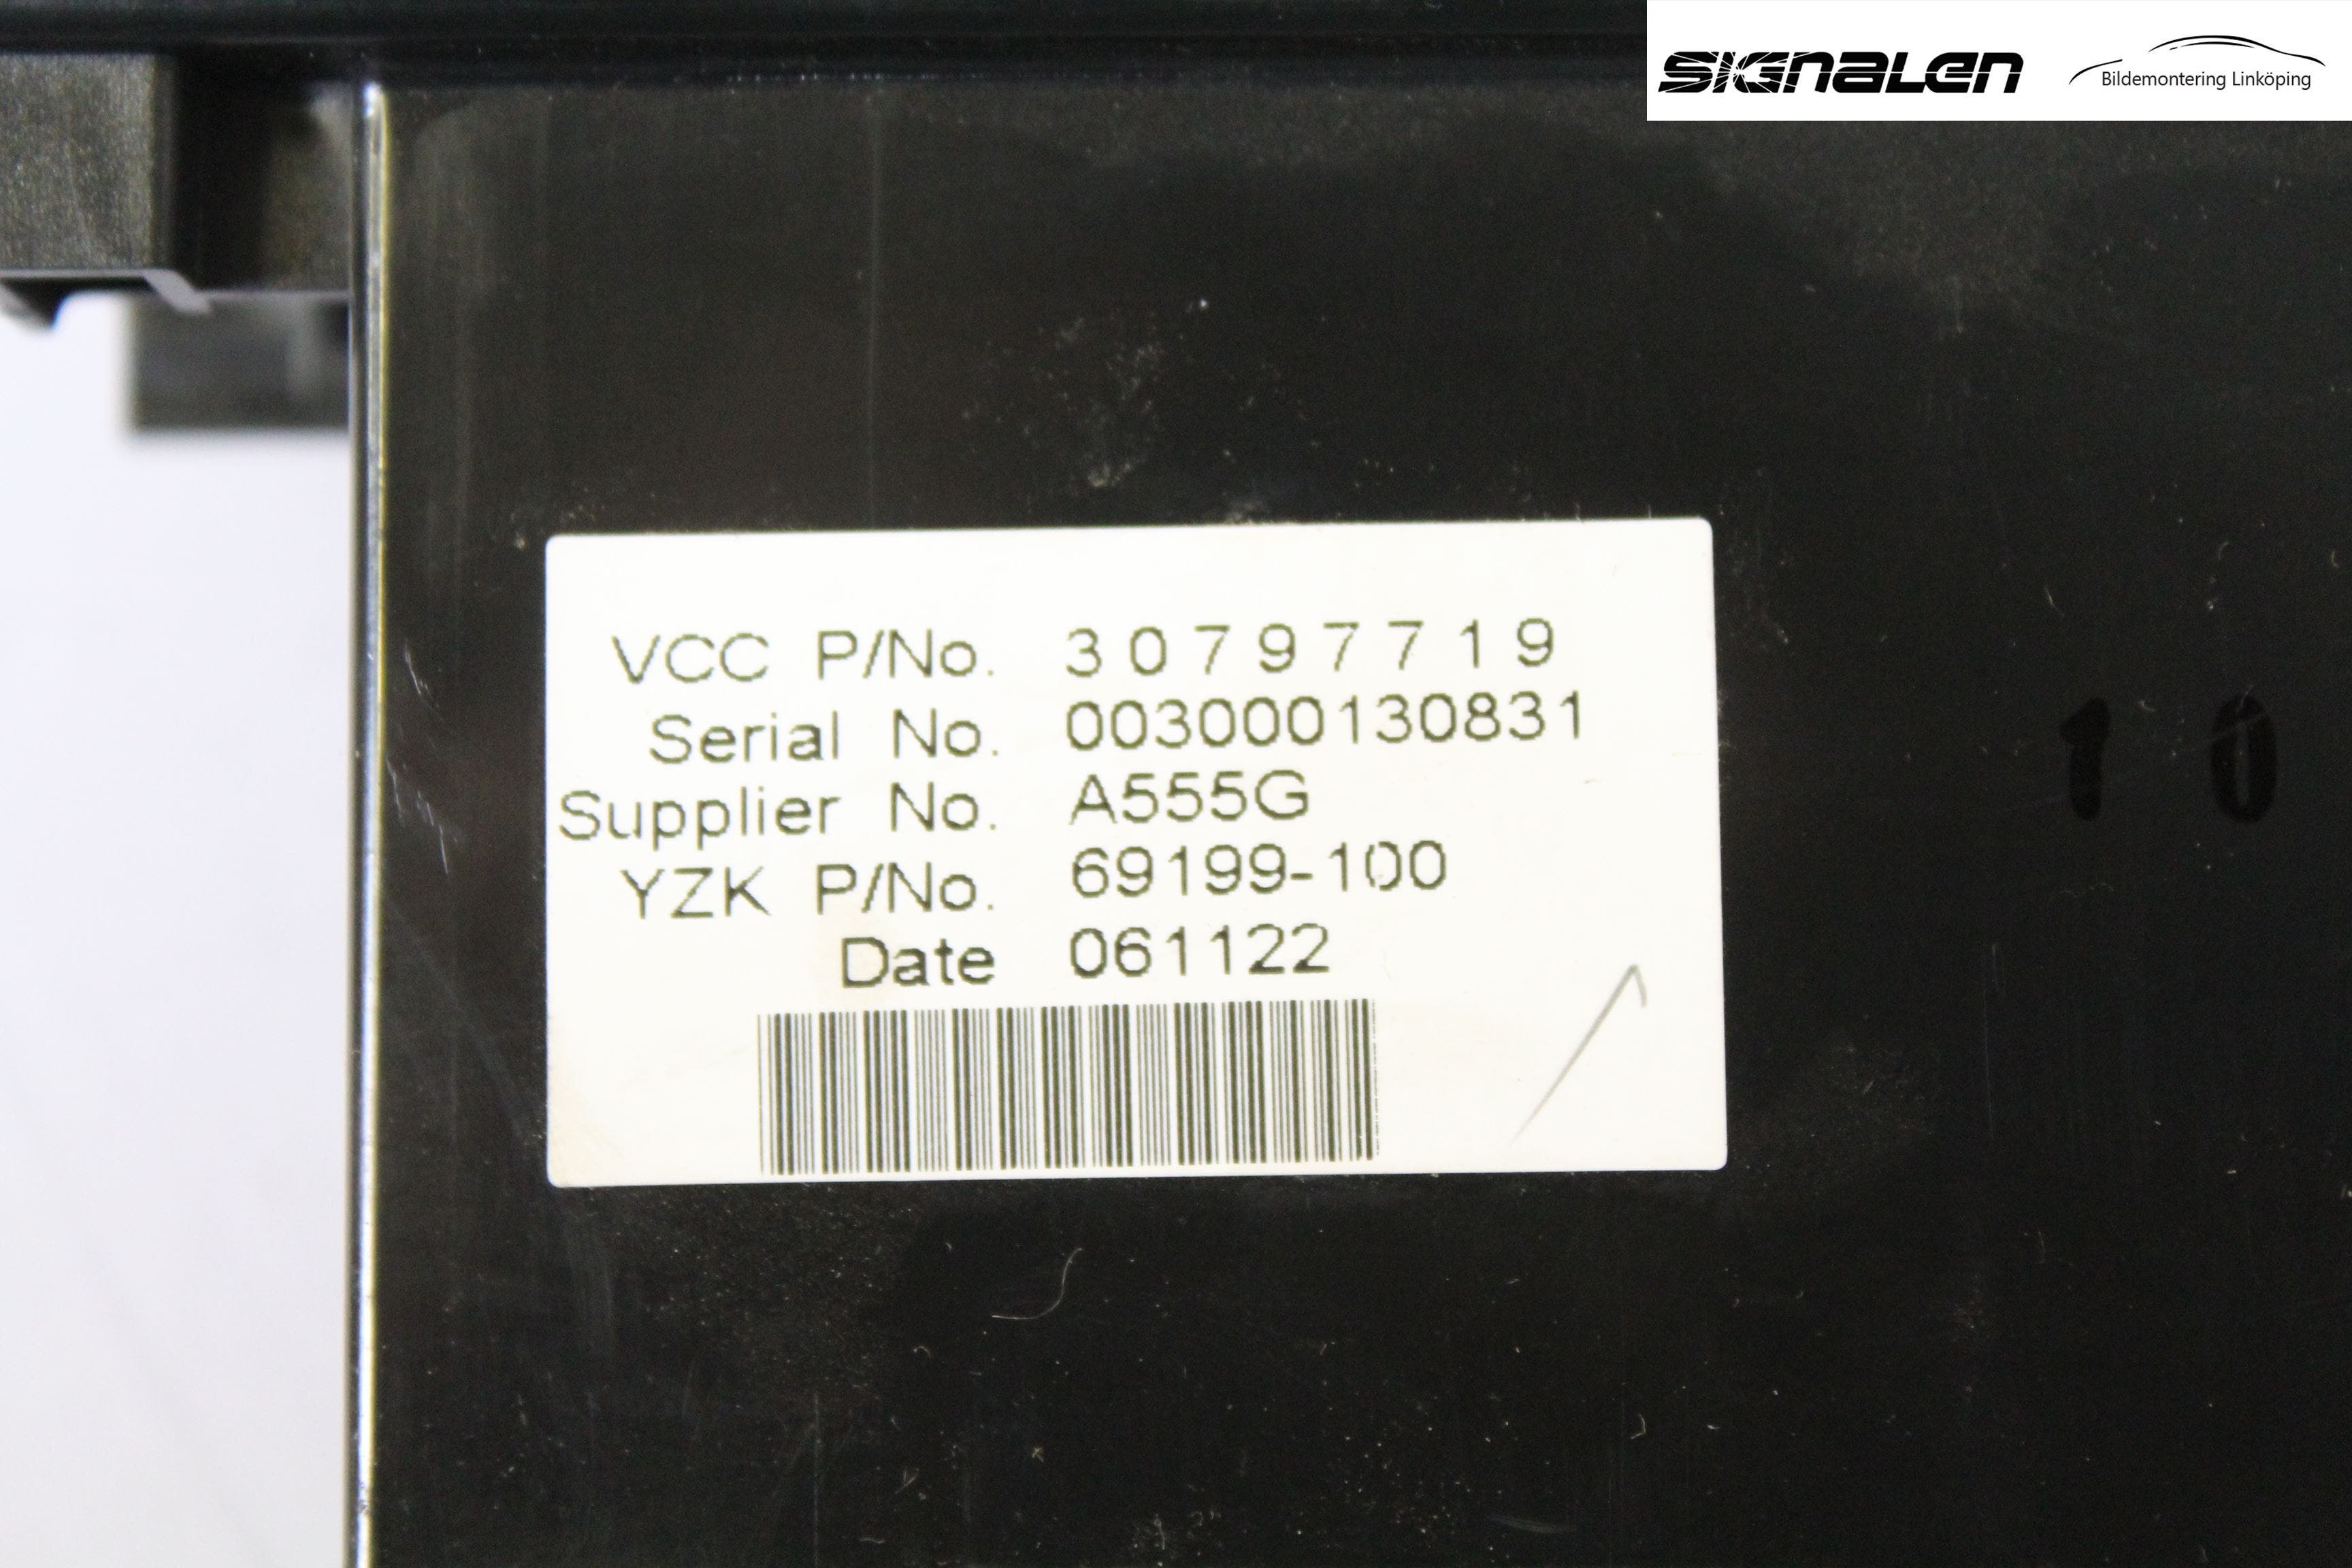 SIGNALEN
Bildemontering Linköping
VCC P/No. 30797719
Serial No. 003000130831
Supplier No. A555G
YZK P/No. 69199-100
Date 061122
10